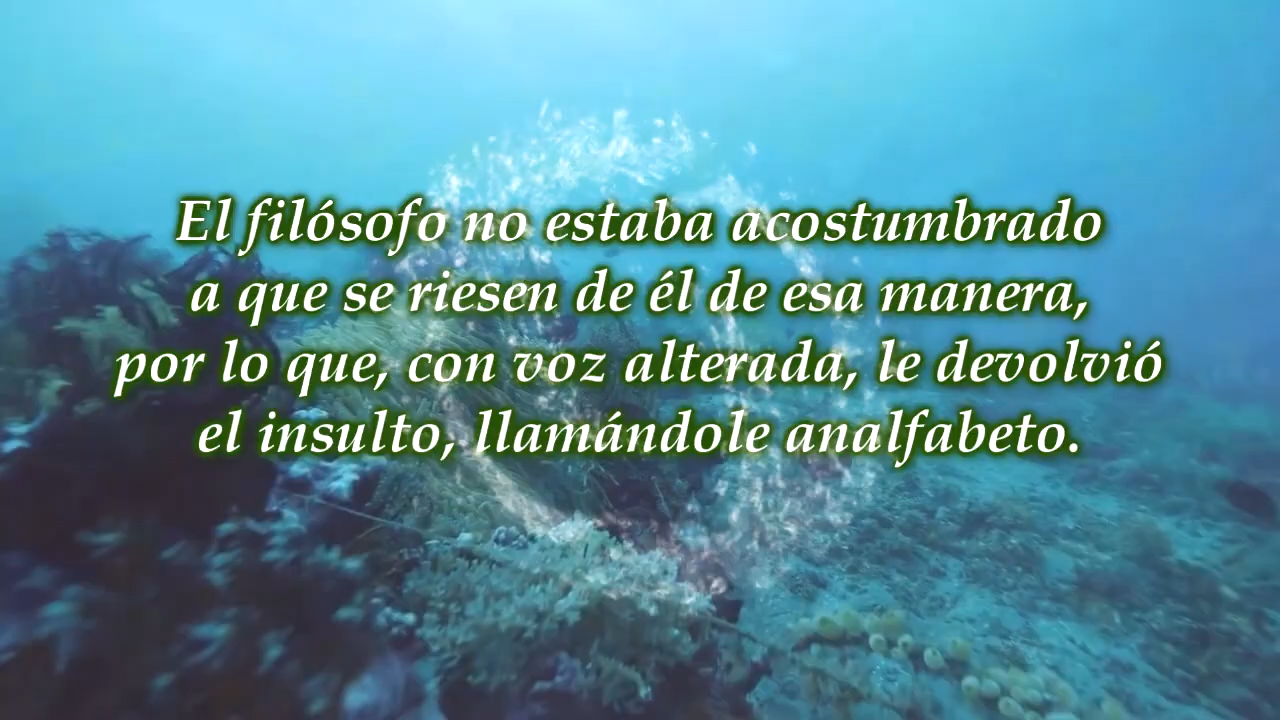 El filósofo no estaba acostumbrado
a que se riesen de él de esa manera,
por lo que, con voz alterada, le devolvió
el insulto, llamándole analfabeto.